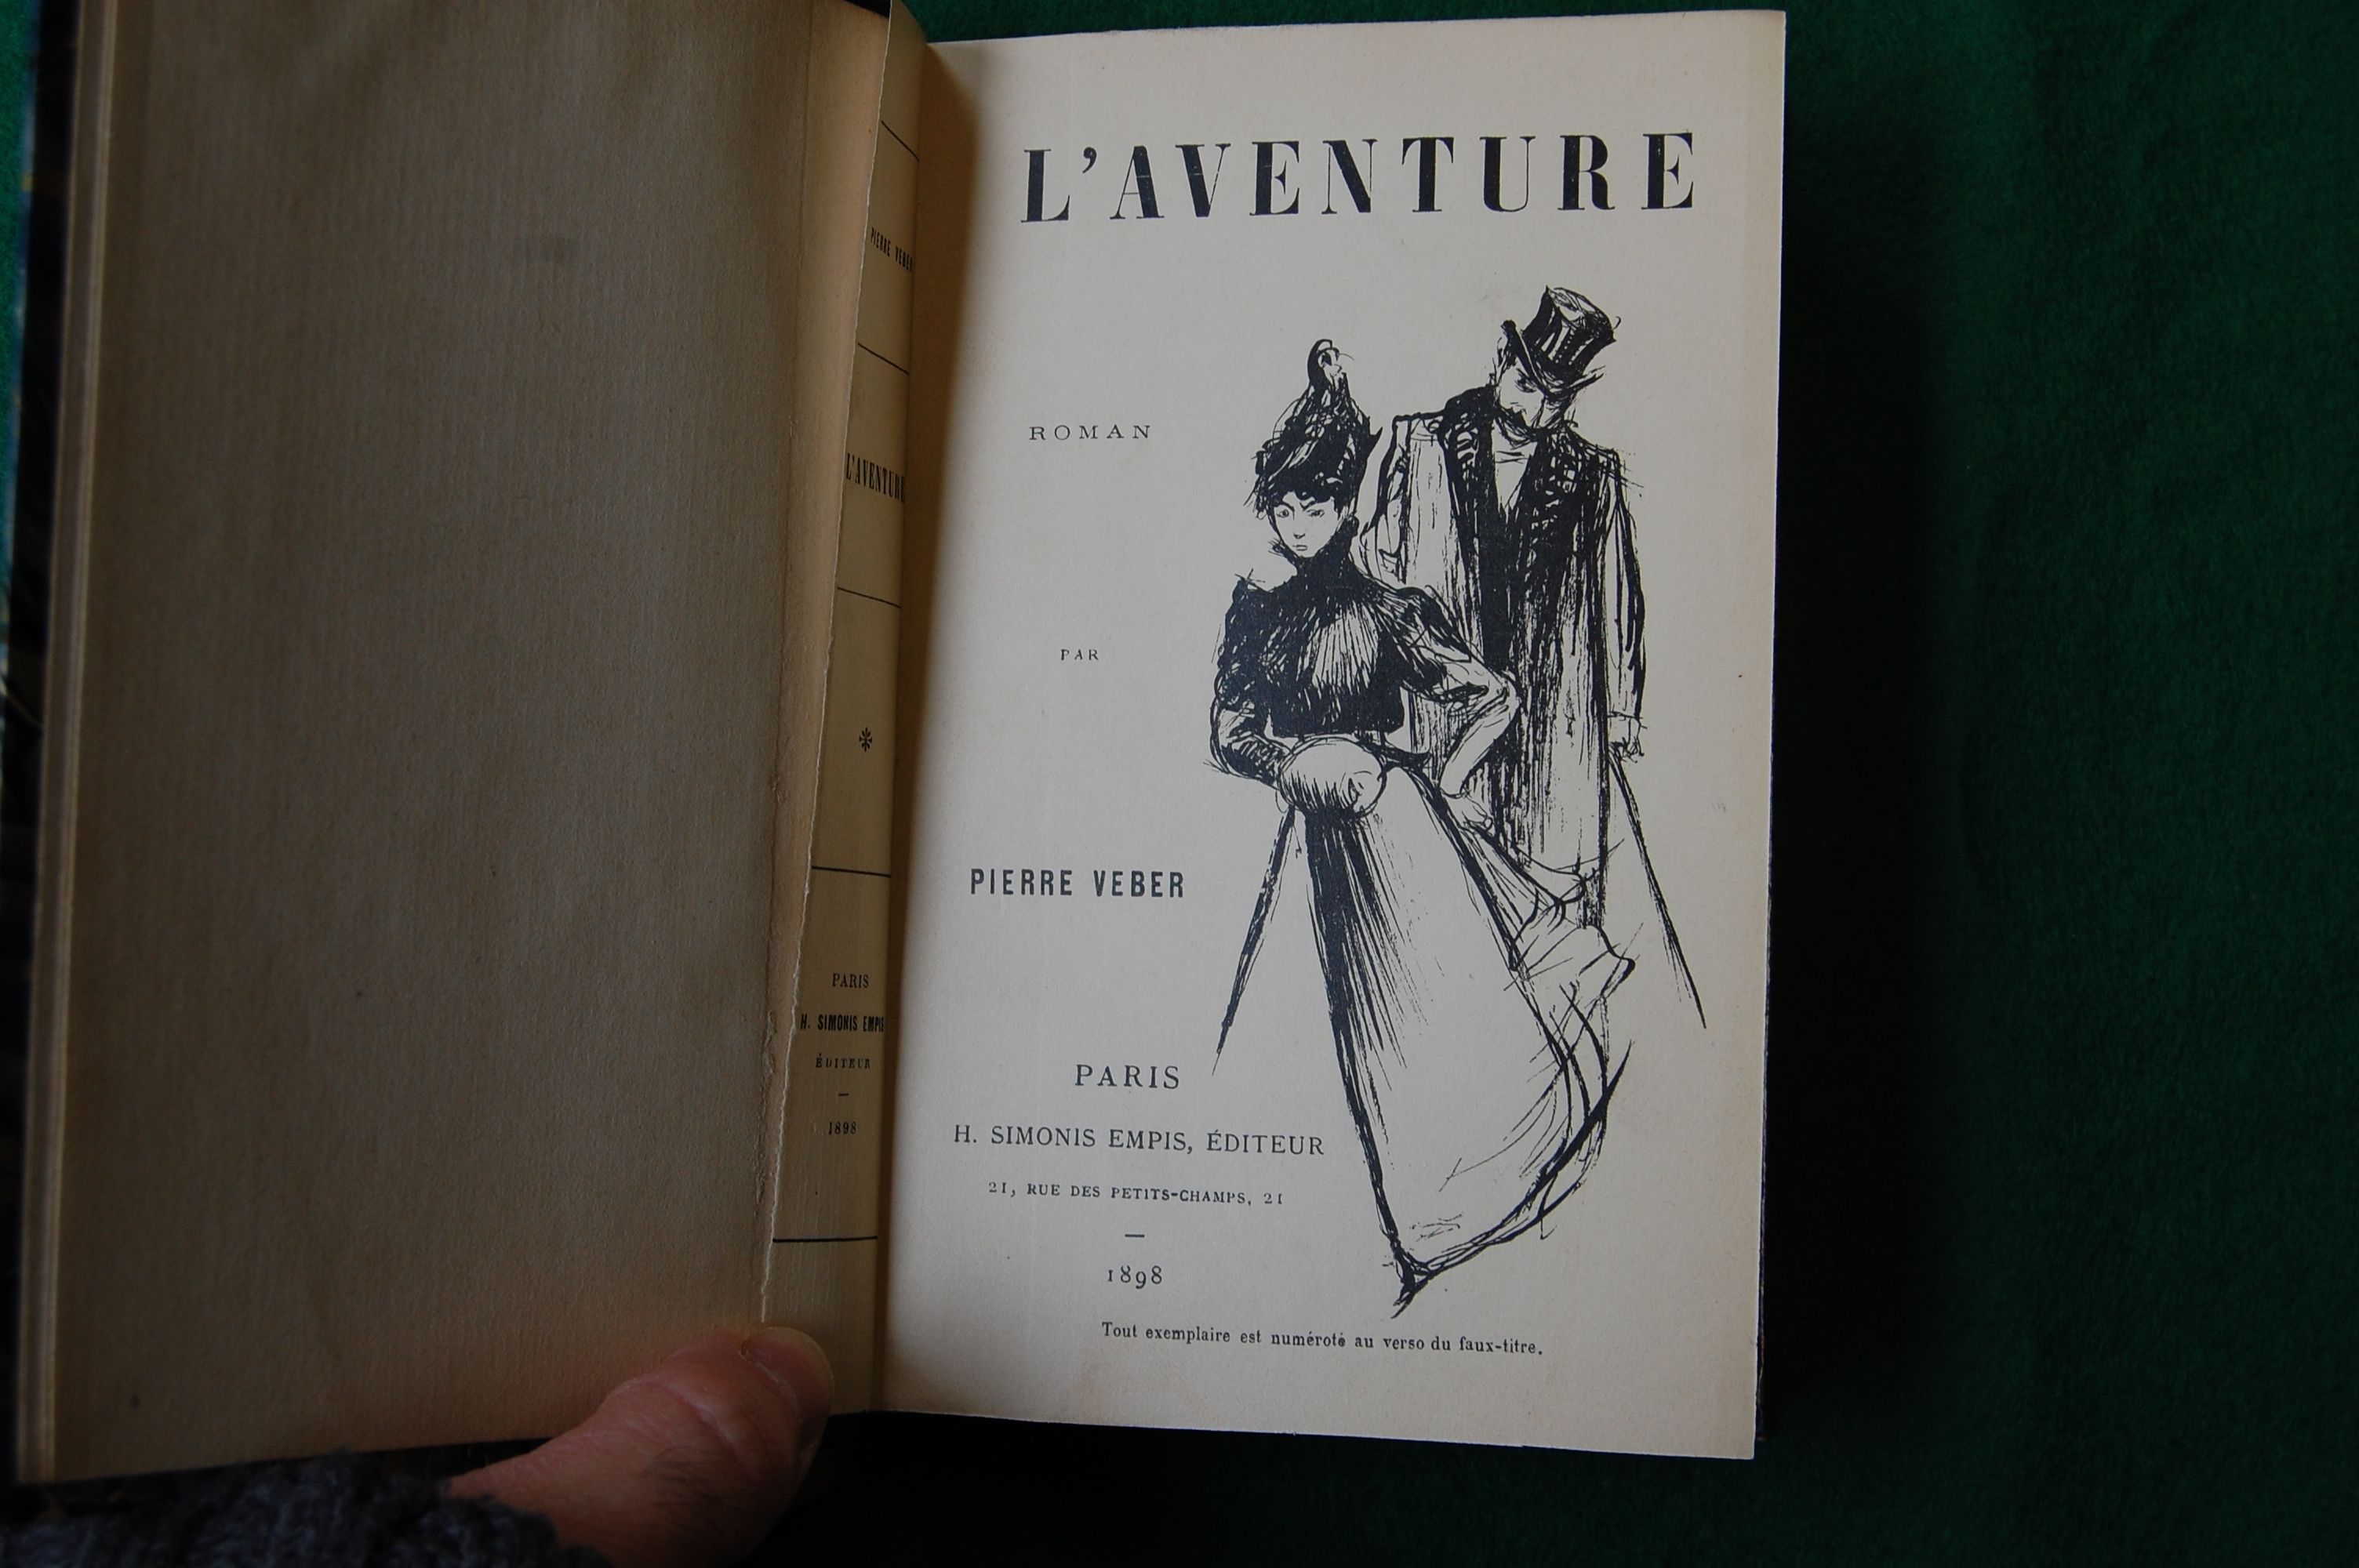 PIERRE VEBER
L'AVENTURE
*
PARIS
H. SIMONIS EMPIS
ÉDITEUR
—
1898
L'AVENTURE
ROMAN
PAR
PIERRE VEBER
PARIS
H. SIMONIS EMPIS, ÉDITEUR
21, RUE DES PETITS-CHAMPS, 21
—
1898
Tout exemplaire est numéroté au verso du faux-titre.